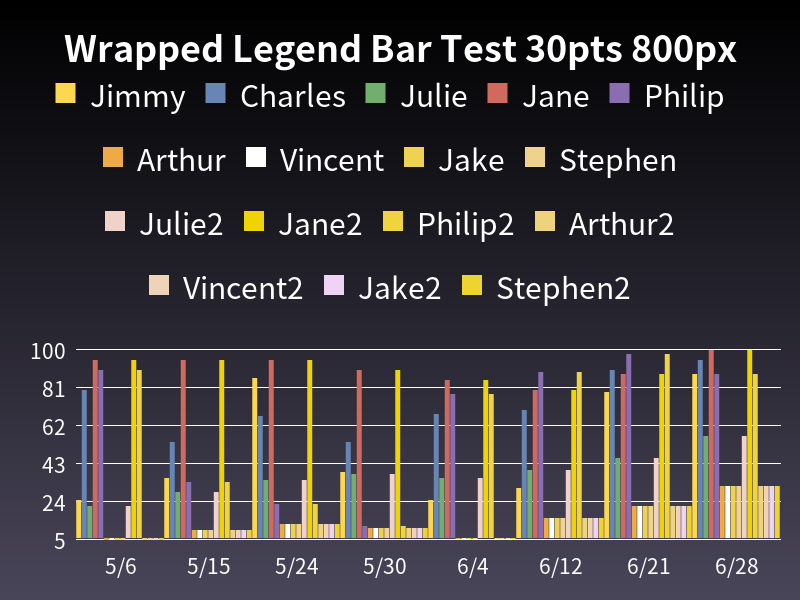 Wrapped Legend Bar Test 30pts 800px
Jimmy Charles Julie Jane Philip
Arthur Vincent Jake Stephen
Julie2 Jane2 Philip2 Arthur2
Vincent2 Jake2 Stephen2
100
81
62
43
24
5
5/6 5/15 5/24 5/30 6/4 6/12 6/21 6/28